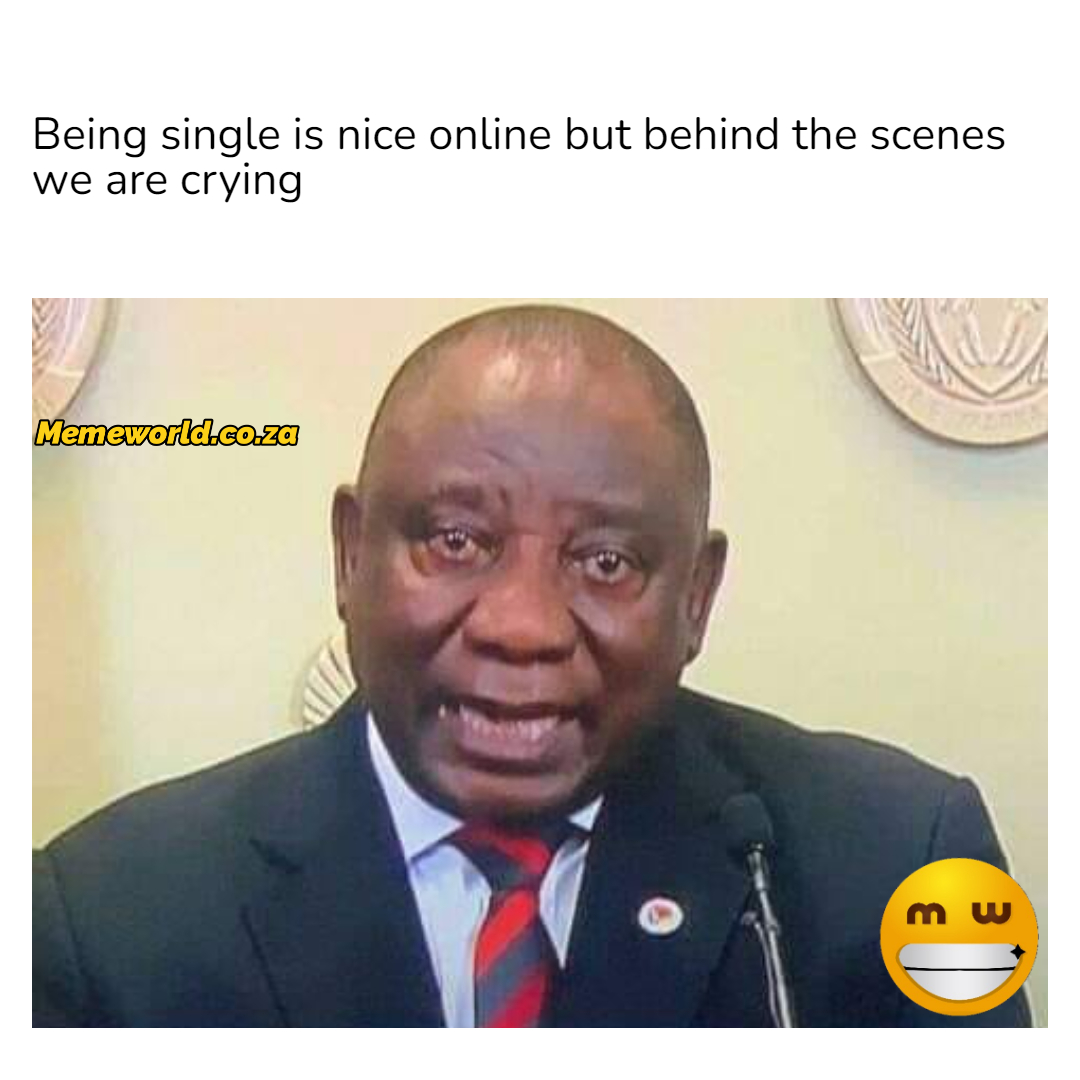 Being single is nice online but behind the scenes
we are crying
Memeworld.co.za
m w